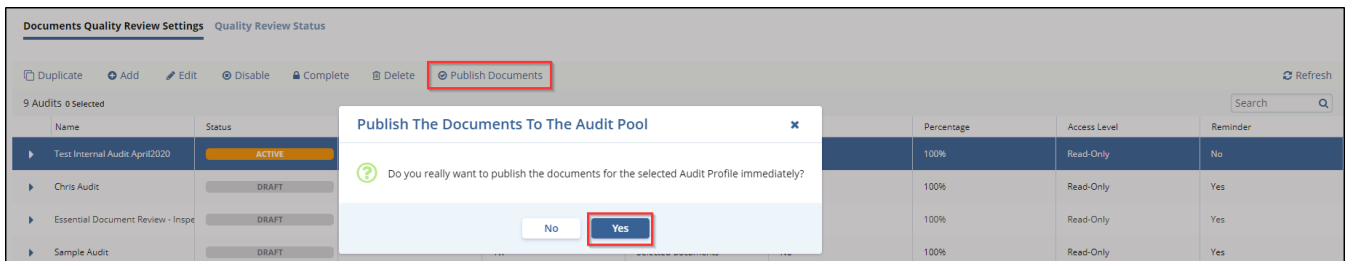 Documents Quality Review Settings Quality Review Status
Duplicate Add Edit Disable Complete Delete Publish Documents Refresh
9 Audits 0 Selected Search
Name Status Percentage Access Level Reminder
Publish The Documents To The Audit Pool
Test Internal Audit April2020 ACTIVE 100% Read-Only No
Do you really want to publish the documents for the selected Audit Profile immediately?
Chris Audit DRAFT 100% Read-Only Yes
Essential Document Review - Inspe DRAFT 100% Read-Only Yes
No Yes
Sample Audit DRAFT Selected Documents No 100% Read-Only Yes